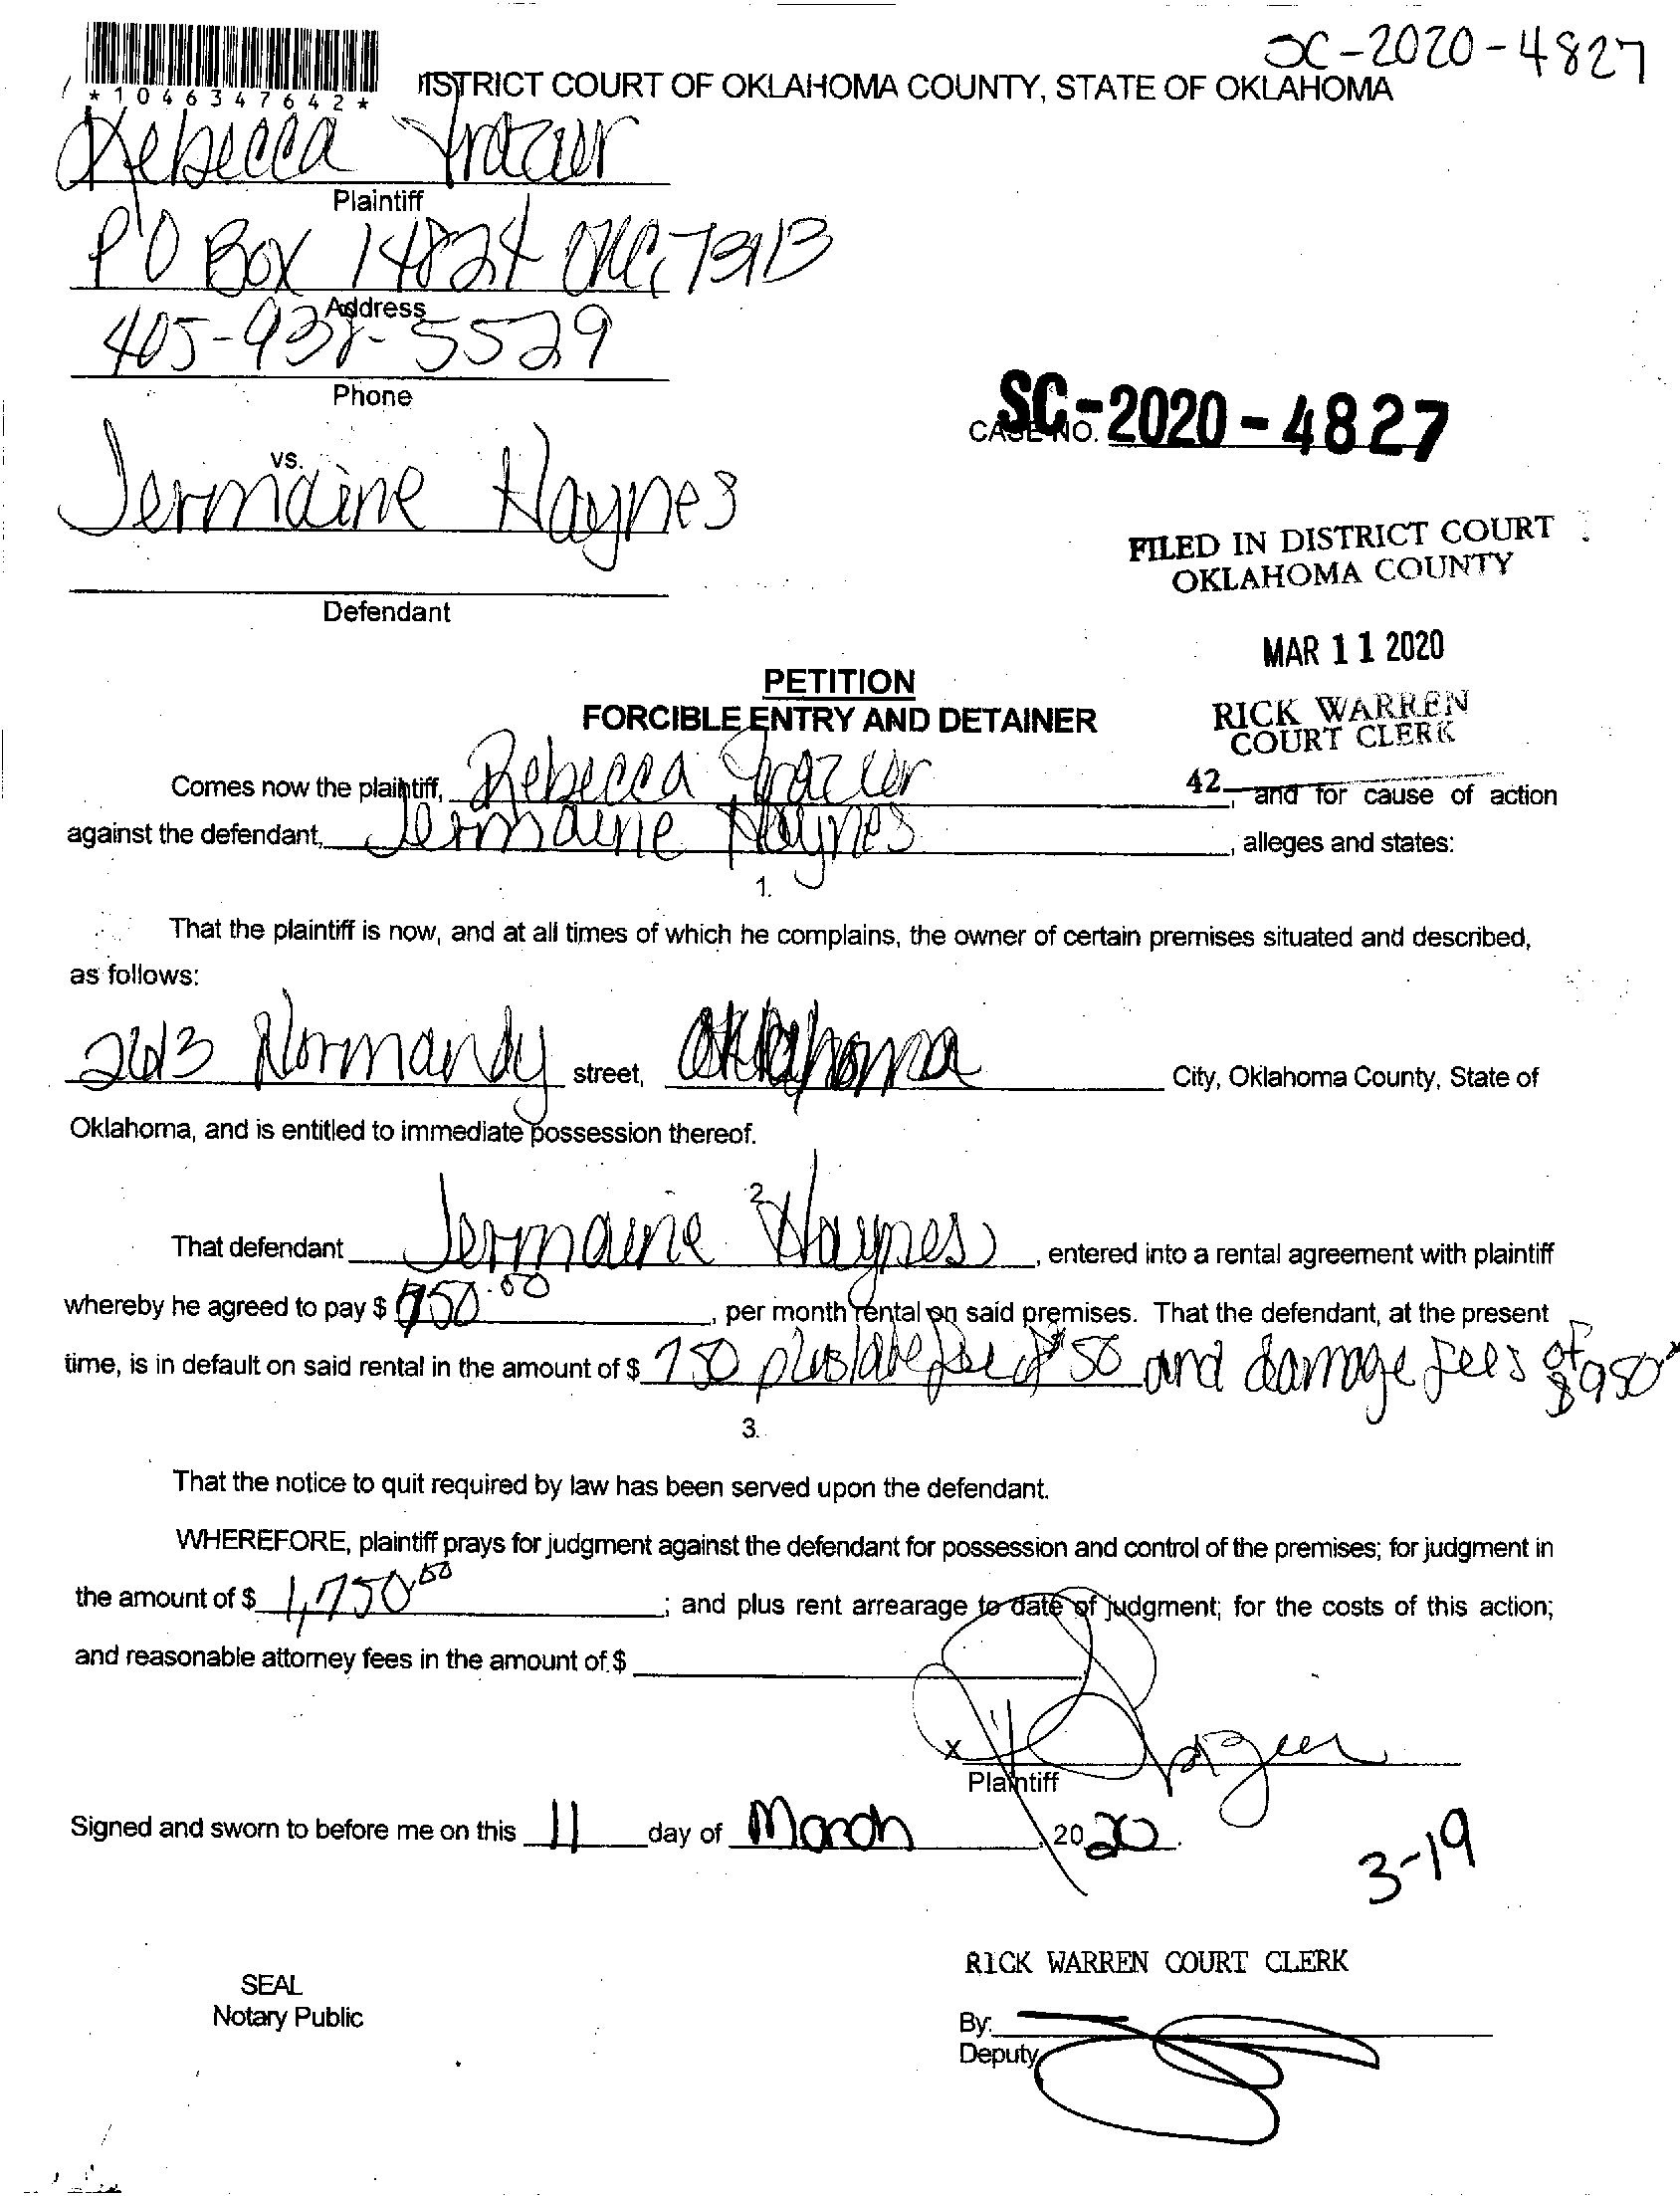 SC-2020-4827
*1046347642*
ISTRICT COURT OF OKLAHOMA COUNTY, STATE OF OKLAHOMA
Rebecca Frazier
Plaintiff
PO Box 14824 OKC, 73113
Address
405-938-5529
Phone
SC-2020-4827
CASE NO.
vs.
Jermaine Haynes
Defendant
FILED IN DISTRICT COURT
OKLAHOMA COUNTY
MAR 11 2020
RICK WARREN
COURT CLERK
42
PETITION
FORCIBLE ENTRY AND DETAINER
Comes now the plaintiff, Rebecca Frazier, and for cause of action
against the defendant, Jermaine Haynes, alleges and states:
1.
That the plaintiff is now, and at all times of which he complains, the owner of certain premises situated and described,
as follows:
2613 Normandy street, Oklahoma City, Oklahoma County, State of
Oklahoma, and is entitled to immediate possession thereof.
2.
That defendant Jermaine Haynes, entered into a rental agreement with plaintiff
whereby he agreed to pay $ 750.00, per month rental on said premises. That the defendant, at the present
time, is in default on said rental in the amount of $ 750 plus late fee of $50 and damage fees of $950
3.
That the notice to quit required by law has been served upon the defendant.
WHEREFORE, plaintiff prays for judgment against the defendant for possession and control of the premises; for judgment in
the amount of $ 1,750.00; and plus rent arrearage to date of judgment; for the costs of this action;
and reasonable attorney fees in the amount of $
X
Plaintiff
Signed and sworn to before me on this 11 day of March, 2020.
3-19
RICK WARREN COURT CLERK
SEAL
Notary Public
By:
Deputy